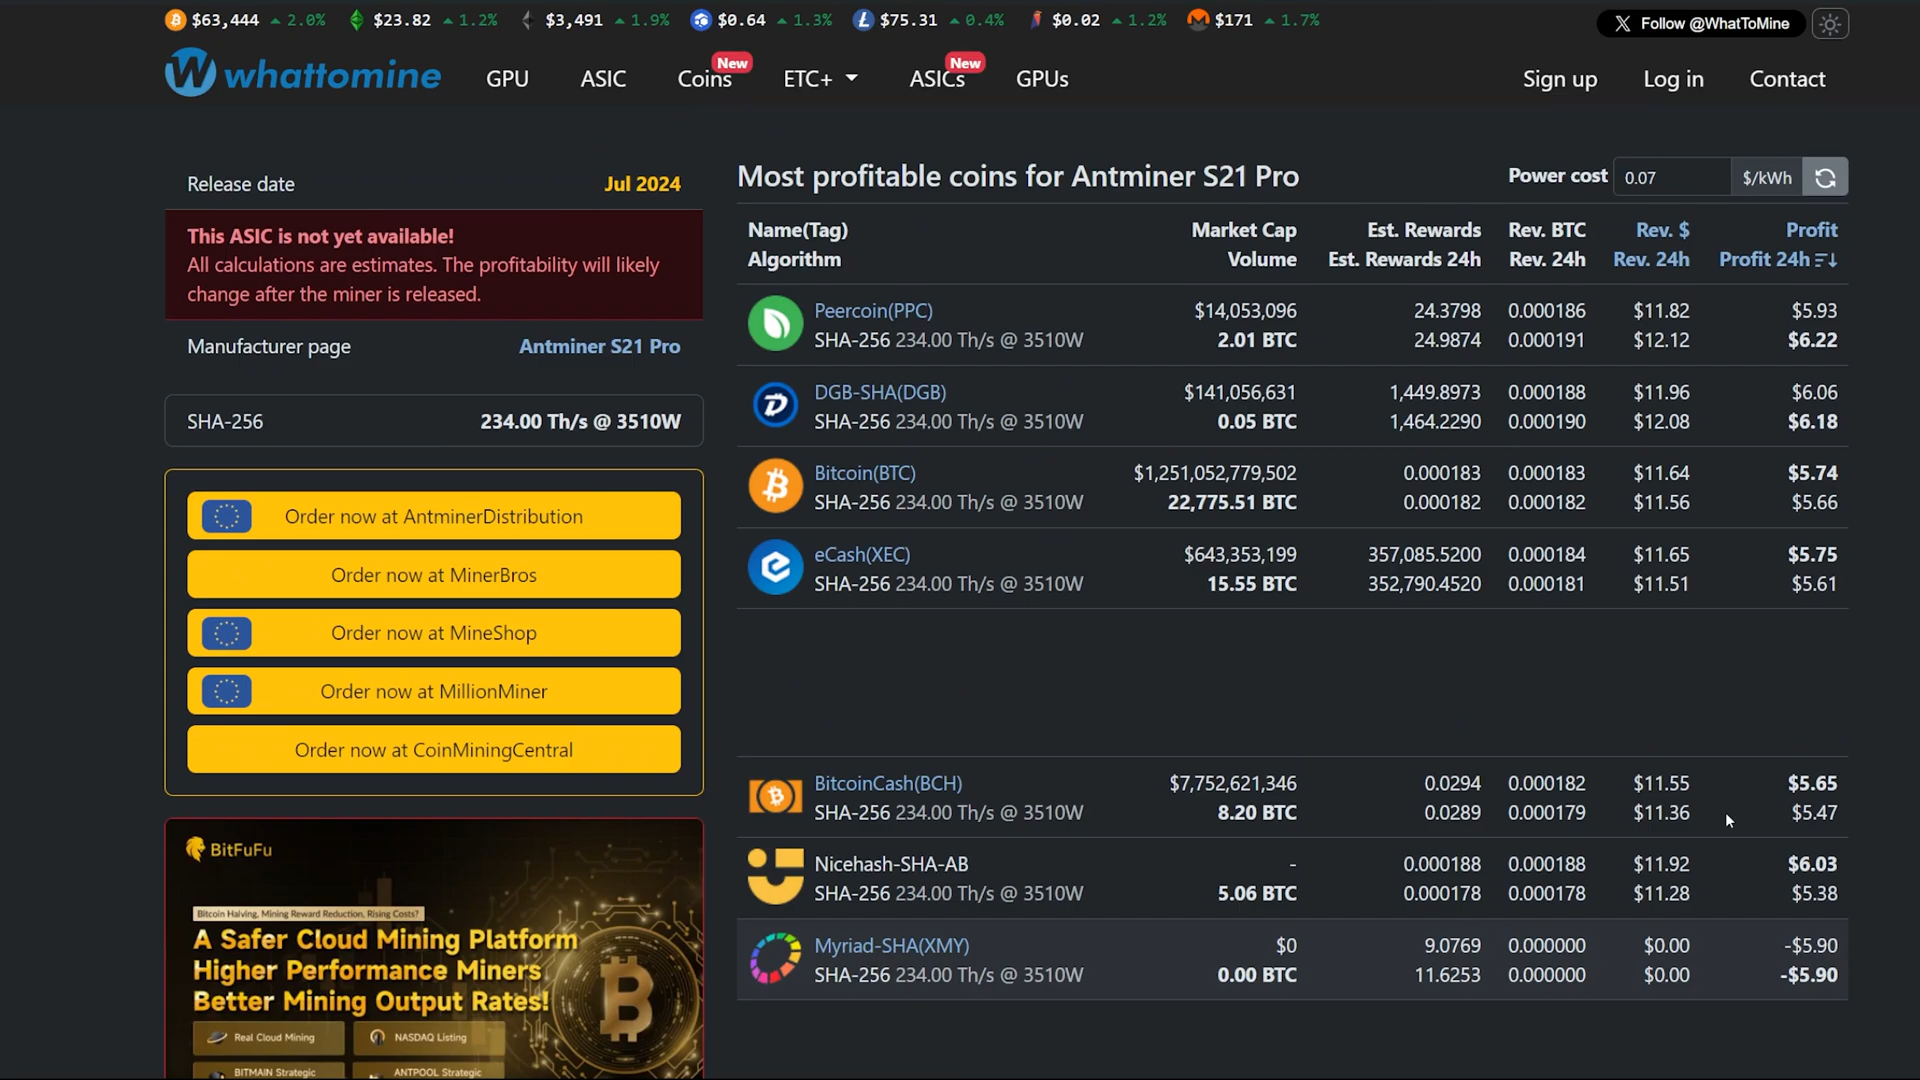 $63,444 ▲ 2.0% $23.82 ▲ 1.2% $3,491 ▲ 1.9% $0.64 ▲ 1.3% $75.31 ▲ 0.4% $0.02 ▲ 1.2% $171 ▲ 1.7%
Follow @WhatToMine
whattomine GPU ASIC Coins New ETC+ ASICs New GPUs Sign up Log in Contact
Release date Jul 2024
This ASIC is not yet available!
All calculations are estimates. The profitability will likely
change after the miner is released.
Manufacturer page Antminer S21 Pro
SHA-256 234.00 Th/s @ 3510W
Order now at AntminerDistribution
Order now at MinerBros
Order now at MineShop
Order now at MillionMiner
Order now at CoinMiningCentral
BitFuFu
Bitcoin Halving, Mining Reward Reduction, Rising Costs?
A Safer Cloud Mining Platform
Higher Performance Miners
Better Mining Output Rates!
Real Cloud Mining NASDAQ Listing
BITMAIN Strategic ANTPOOL Strategic
Most profitable coins for Antminer S21 Pro Power cost 0.07 $/kWh
Name(Tag) Market Cap Est. Rewards Rev. BTC Rev. $ Profit
Algorithm Volume Est. Rewards 24h Rev. 24h Rev. 24h Profit 24h
Peercoin(PPC) $14,053,096 24.3798 0.000186 $11.82 $5.93
SHA-256 234.00 Th/s @ 3510W 2.01 BTC 24.9874 0.000191 $12.12 $6.22
DGB-SHA(DGB) $141,056,631 1,449.8973 0.000188 $11.96 $6.06
SHA-256 234.00 Th/s @ 3510W 0.05 BTC 1,464.2290 0.000190 $12.08 $6.18
Bitcoin(BTC) $1,251,052,779,502 0.000183 0.000183 $11.64 $5.74
SHA-256 234.00 Th/s @ 3510W 22,775.51 BTC 0.000182 0.000182 $11.56 $5.66
eCash(XEC) $643,353,199 357,085.5200 0.000184 $11.65 $5.75
SHA-256 234.00 Th/s @ 3510W 15.55 BTC 352,790.4520 0.000181 $11.51 $5.61
BitcoinCash(BCH) $7,752,621,346 0.0294 0.000182 $11.55 $5.65
SHA-256 234.00 Th/s @ 3510W 8.20 BTC 0.0289 0.000179 $11.36 $5.47
Nicehash-SHA-AB - 0.000188 0.000188 $11.92 $6.03
SHA-256 234.00 Th/s @ 3510W 5.06 BTC 0.000178 0.000178 $11.28 $5.38
Myriad-SHA(XMY) $0 9.0769 0.000000 $0.00 -$5.90
SHA-256 234.00 Th/s @ 3510W 0.00 BTC 11.6253 0.000000 $0.00 -$5.90